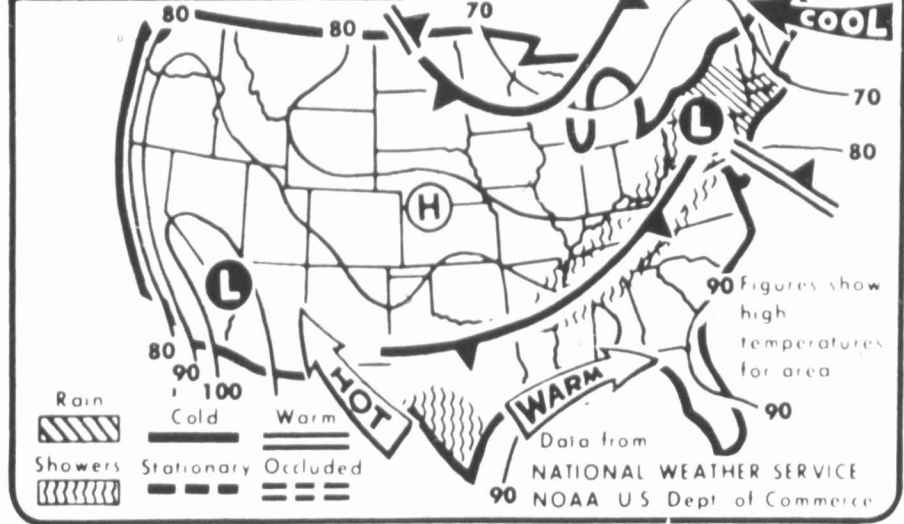 80
80
70
COOL
70
L
80
H
L
90 Figures show
high
temperatures
for area
80
90
100
HOT
WARM
90
90
Rain
Cold
Warm
Showers
Stationary
Occluded
Data from
NATIONAL WEATHER SERVICE
NOAA US Dept of Commerce